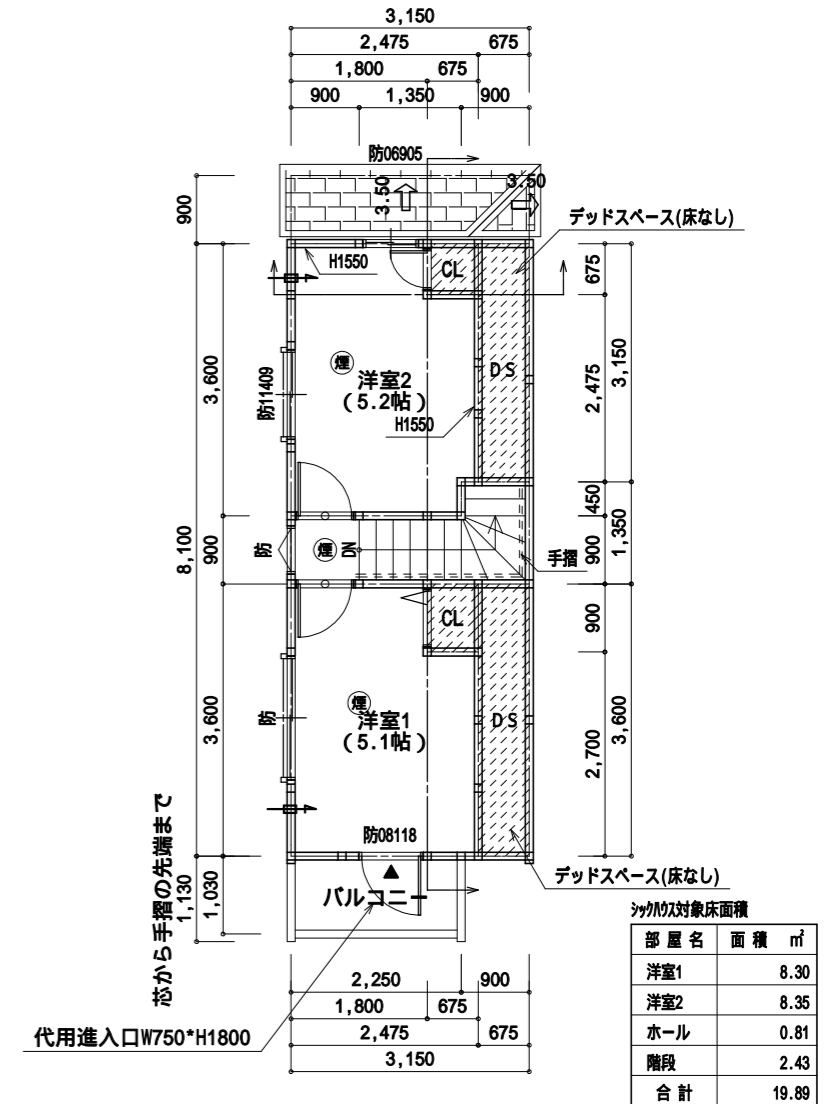 3,150
2,475 675
1,800 675
900 1,350 900
防06905
3.50
3.50
デッドスペース(床なし)
900
H1550
CL
675
煙
洋室2
(5.2帖)
DS
3,600
防11409
H1550
2,475
3,150
450
8,100
900
防
煙
DN
手摺
900
1,350
CL
900
煙
洋室1
(5.1帖)
DS
3,600
防
2,700
3,600
防08118
デッドスペース(床なし)
バルコニー
芯から手摺の先端まで
1,130
1,030
2,250 900
1,800 675
2,475 675
3,150
代用進入口W750*H1800
シックハウス対象床面積
部屋名 面積 ㎡
洋室1 8.30
洋室2 8.35
ホール 0.81
階段 2.43
合計 19.89